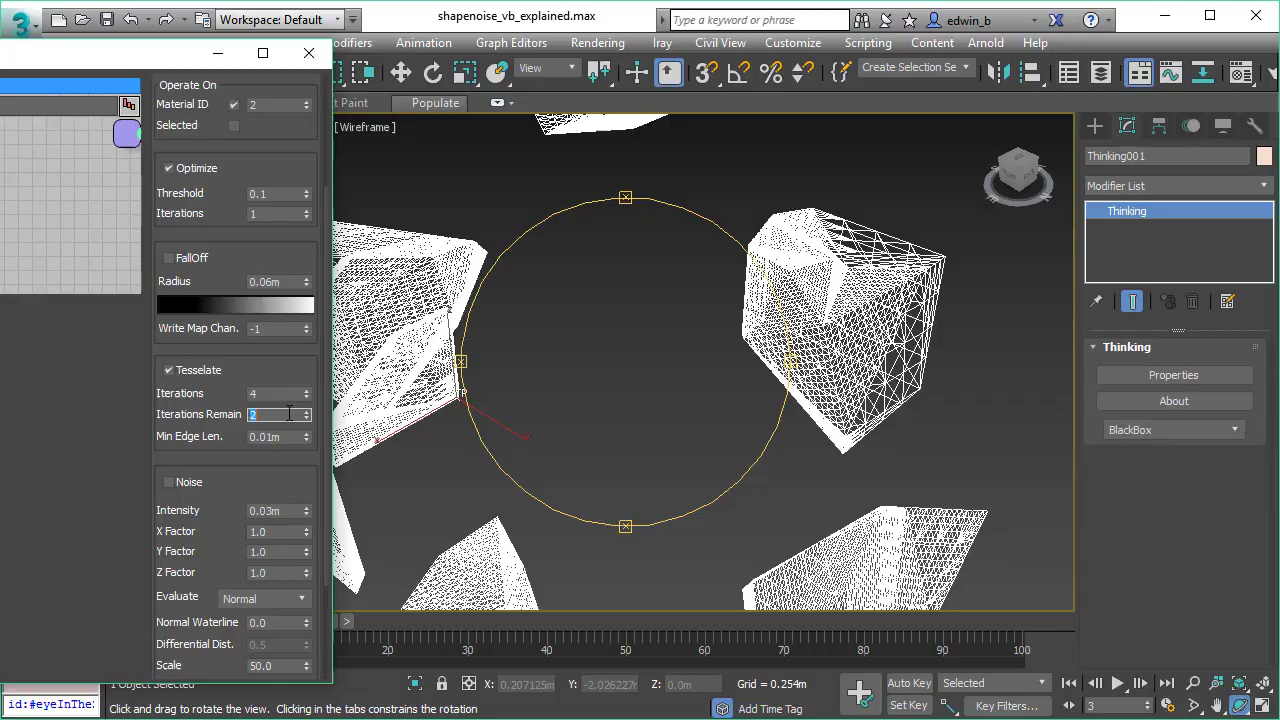 3
Workspace: Default
shapenoise_vb_explained.max
Type a keyword or phrase
edwin_b
Modifiers
Animation
Graph Editors
Rendering
Iray
Civil View
Customize
Scripting
Content
Arnold
Help
View
Create Selection Se
t Paint
Populate
[Wireframe ]
Operate On
Material ID
2
Selected
Optimize
Threshold
0.1
Iterations
1
FallOff
Radius
0.06m
Write Map Chan.
-1
Tesselate
Iterations
4
Iterations Remain
2
Min Edge Len.
0.01m
Noise
Intensity
0.03m
X Factor
1.0
Y Factor
1.0
Z Factor
1.0
Evaluate
Normal
Normal Waterline
0.0
Differential Dist.
0.5
Scale
50.0
Thinking001
Modifier List
Thinking
Thinking
Properties
About
BlackBox
>
20
30
40
50
60
70
80
90
100
1 Object Selected
id:#eyeInTheS
X:
0.207125m
Y:
-2.026227m
Z:
0.0m
Grid = 0.254m
Click and drag to rotate the view. Clicking in the tabs constrains the rotation
Add Time Tag
Auto Key
Selected
Set Key
Key Filters...
3